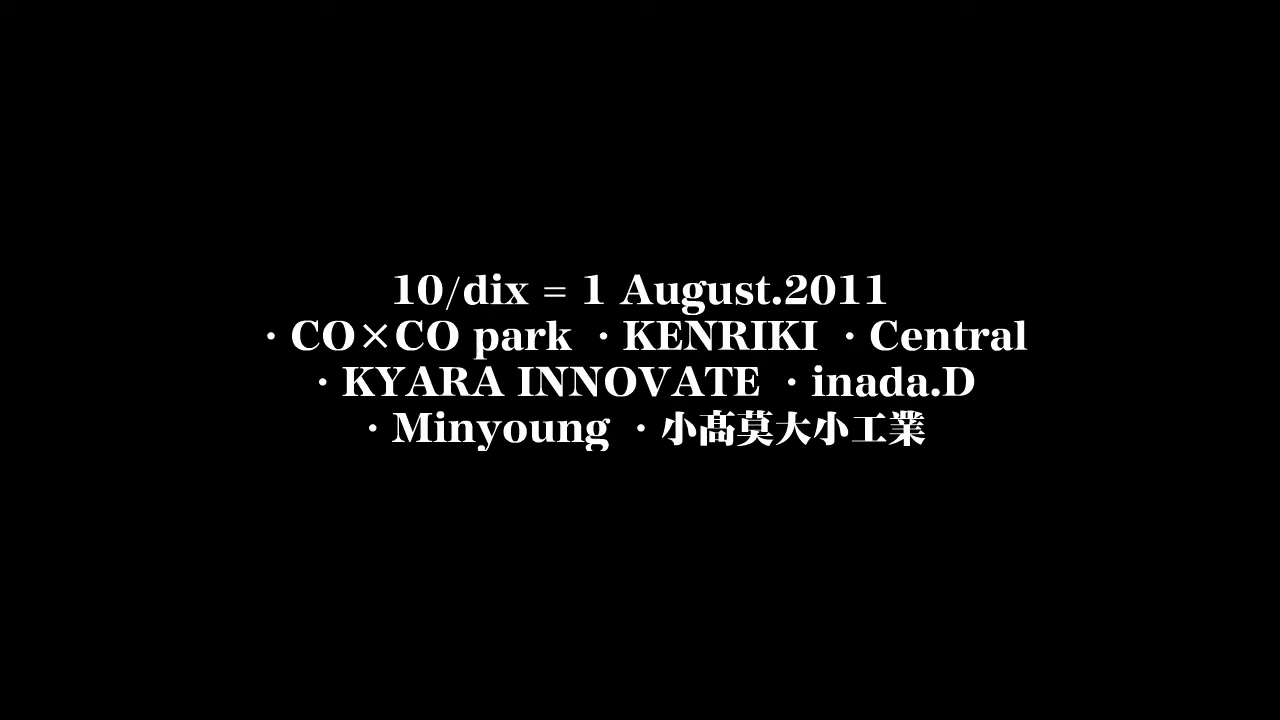 10/dix = 1 August.2011
・CO×CO park ・KENRIKI ・Central
・KYARA INNOVATE ・inada.D
・Minyoung ・小髙莫大小工業